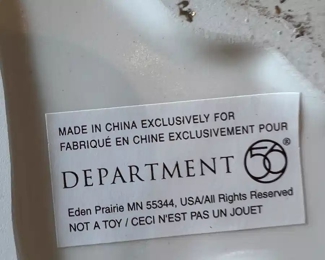 MADE IN CHINA EXCLUSIVELY FOR
FABRIQUÉ EN CHINE EXCLUSIVEMENT POUR
DEPARTMENT 56®
Eden Prairie MN 55344, USA/All Rights Reserved
NOT A TOY / CECI N'EST PAS UN JOUET